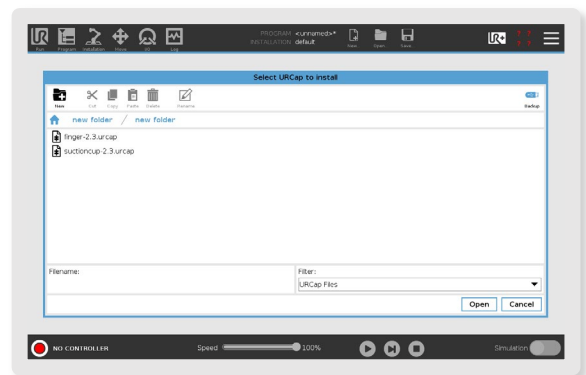 PROGRAM <unnamed>*
INSTALLATION default
Run Program Installation Move I/O Log New Open Save
UR+
Select URCap to install
New Cut Copy Paste Delete Rename Backup
new folder / new folder
finger-2.3.urcap
suctioncup-2.3.urcap
Filename: Filter:
URCap Files
Open Cancel
NO CONTROLLER Speed 100% Simulation